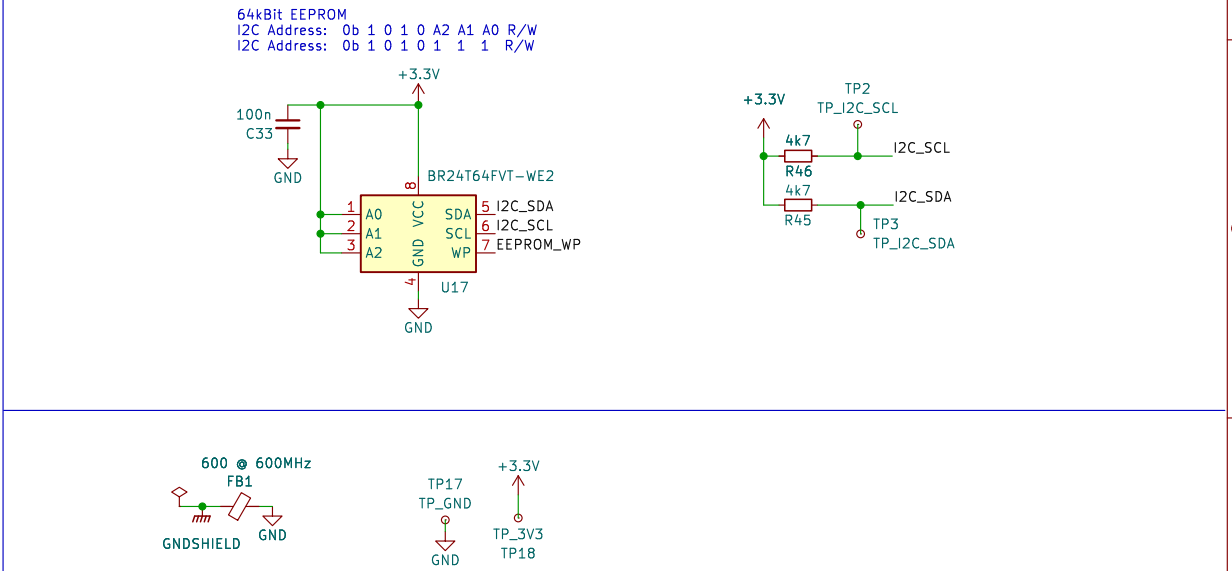 64kBit EEPROM
I2C Address: 0b 1 0 1 0 A2 A1 A0 R/W
I2C Address: 0b 1 0 1 0 1 1 1 R/W
+3.3V
100n
C33
GND
BR24T64FVT-WE2
8
1 A0 VCC SDA 5 I2C_SDA
2 A1 SCL 6 I2C_SCL
3 A2 GND WP 7 EEPROM_WP
4
U17
GND
TP2
+3.3V
TP_I2C_SCL
4k7
I2C_SCL
R46
4k7
I2C_SDA
R45
TP3
TP_I2C_SDA
600 @ 600MHz
FB1
GNDSHIELD
GND
TP17
TP_GND
GND
+3.3V
TP_3V3
TP18